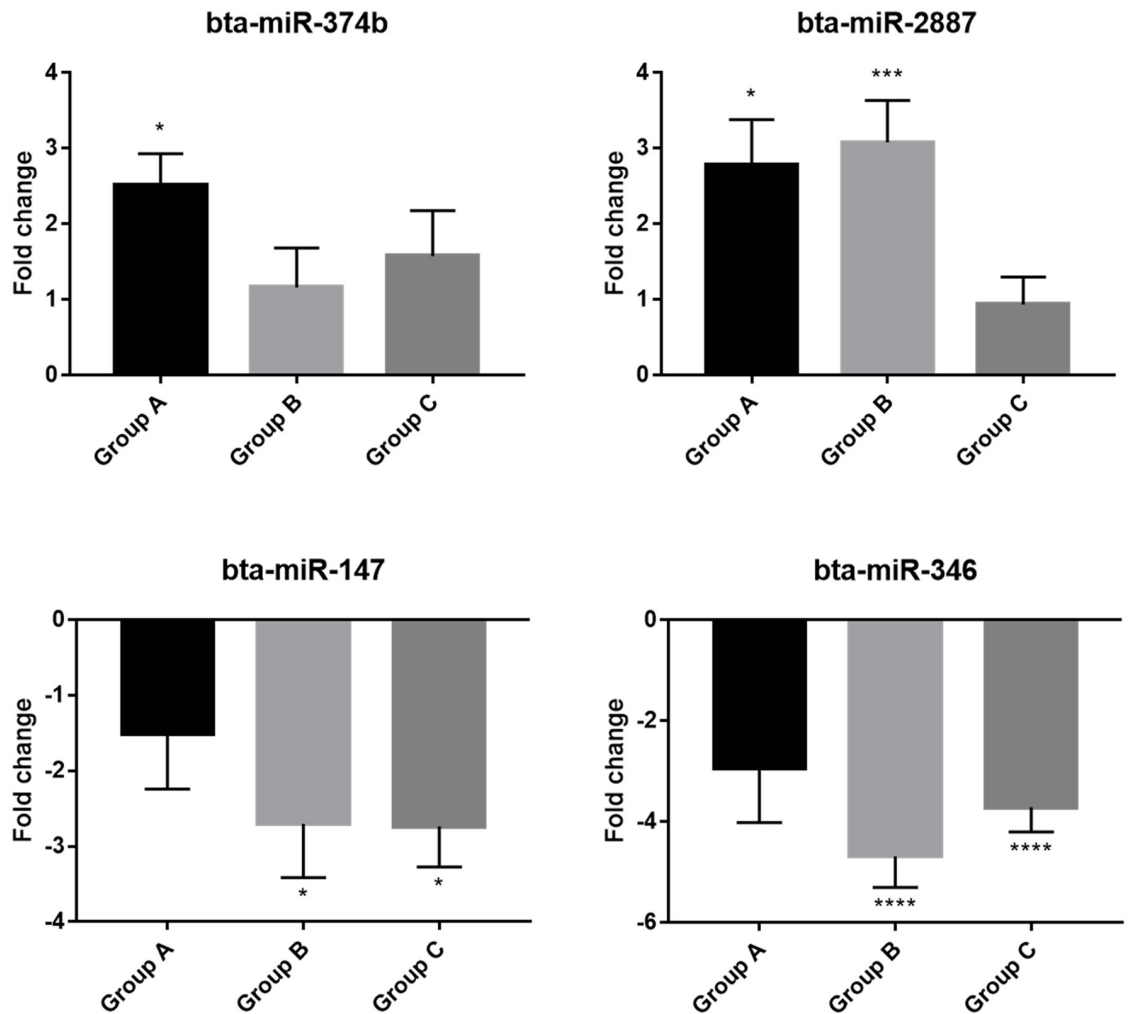 bta-miR-374b
Fold change
4
3
2
1
0
*
Group A
Group B
Group C
bta-miR-2887
Fold change
4
3
2
1
0
*
***
Group A
Group B
Group C
bta-miR-147
Fold change
0
-1
-2
-3
-4
*
*
Group A
Group B
Group C
bta-miR-346
Fold change
0
-2
-4
-6
****
****
Group A
Group B
Group C